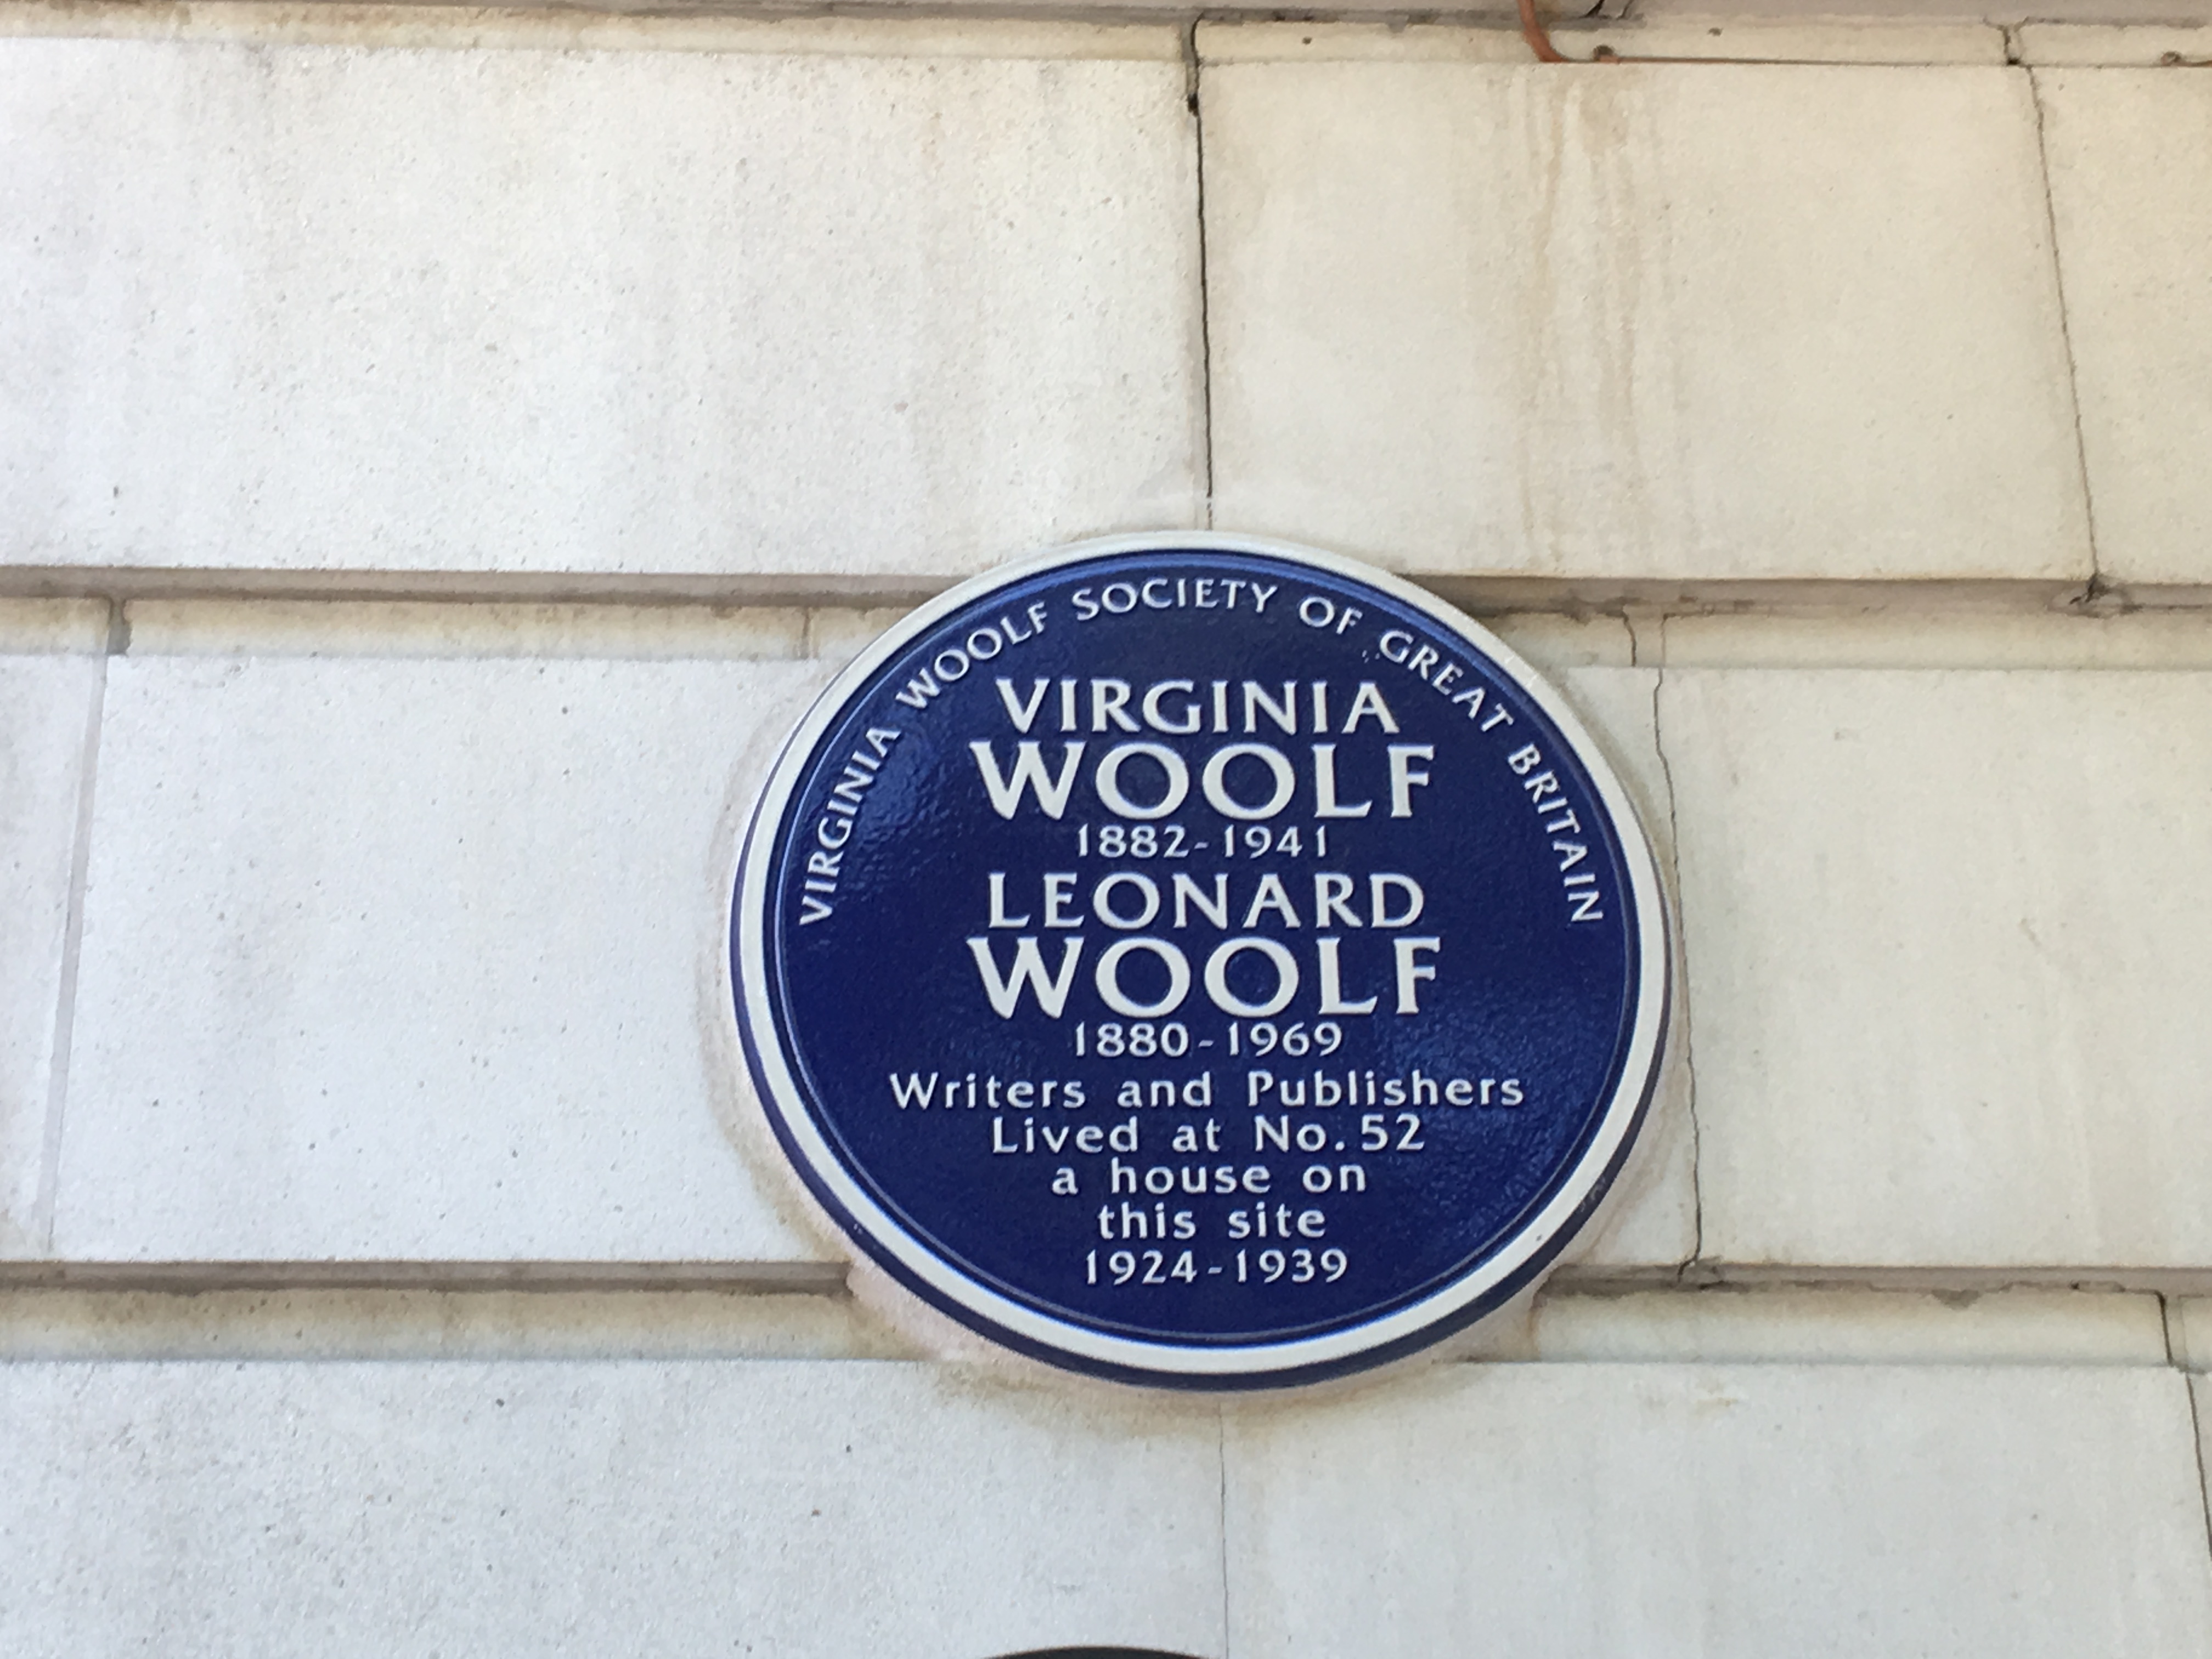 VIRGINIA WOOLF SOCIETY OF GREAT BRITAIN
VIRGINIA
WOOLF
1882-1941
LEONARD
WOOLF
1880-1969
Writers and Publishers
Lived at No.52
a house on
this site
1924-1939